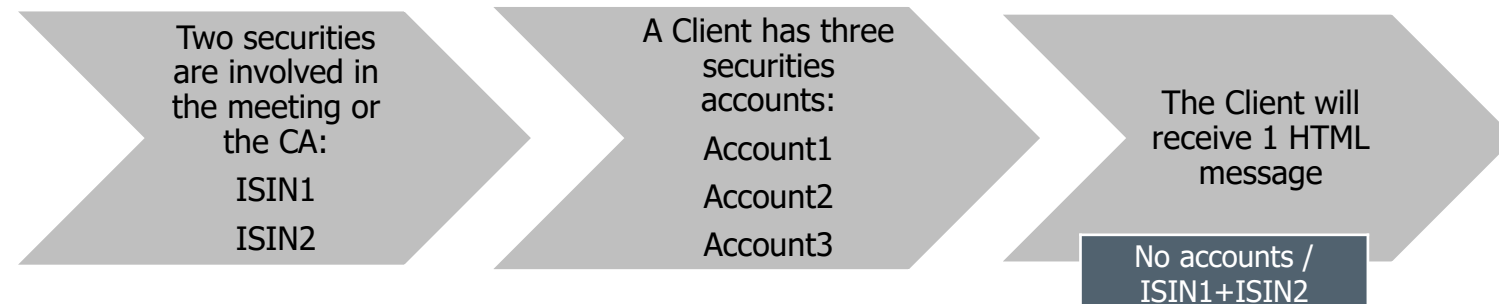 Two securities
are involved in
the meeting or
the CA:
ISIN1
ISIN2
A Client has three
securities
accounts:
Account1
Account2
Account3
The Client will
receive 1 HTML
message
No accounts /
ISIN1+ISIN2